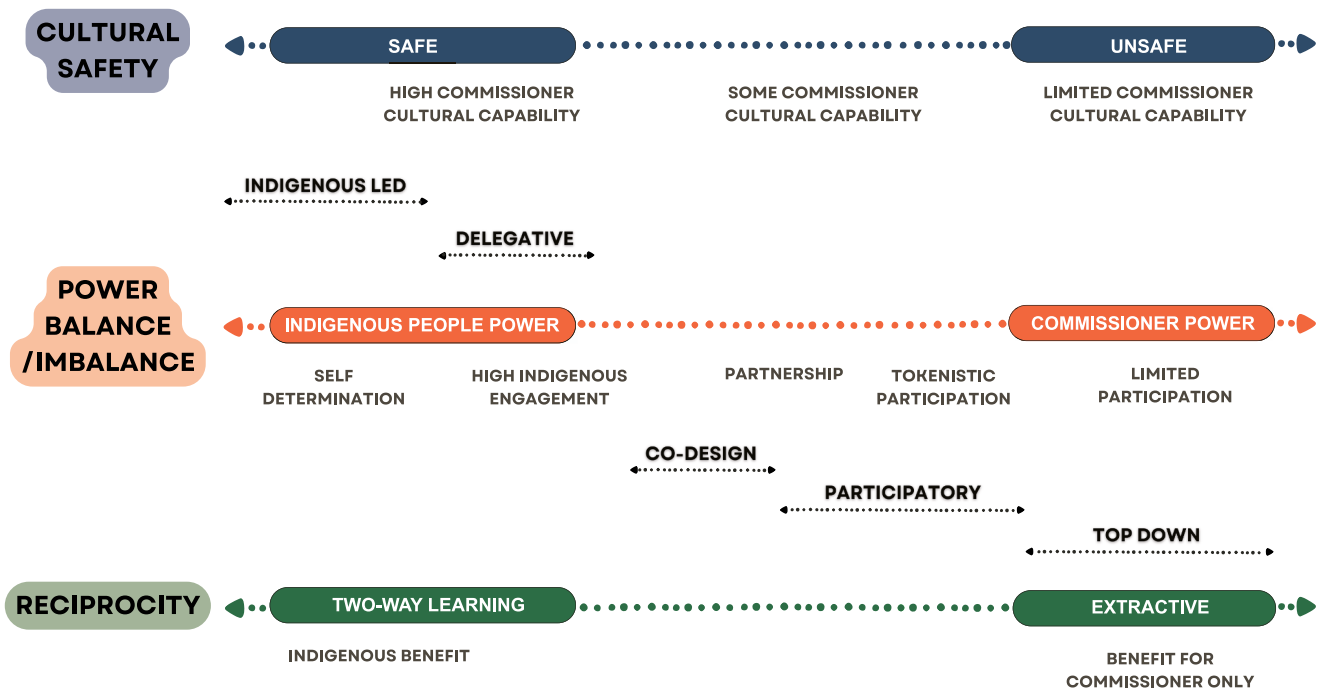 CULTURAL
SAFETY
SAFE
UNSAFE
HIGH COMMISSIONER
CULTURAL CAPABILITY
SOME COMMISSIONER
CULTURAL CAPABILITY
LIMITED COMMISSIONER
CULTURAL CAPABILITY
INDIGENOUS LED
DELEGATIVE
POWER
BALANCE
/IMBALANCE
INDIGENOUS PEOPLE POWER
COMMISSIONER POWER
SELF
DETERMINATION
HIGH INDIGENOUS
ENGAGEMENT
PARTNERSHIP
TOKENISTIC
PARTICIPATION
LIMITED
PARTICIPATION
CO-DESIGN
PARTICIPATORY
TOP DOWN
RECIPROCITY
TWO-WAY LEARNING
EXTRACTIVE
INDIGENOUS BENEFIT
BENEFIT FOR
COMMISSIONER ONLY